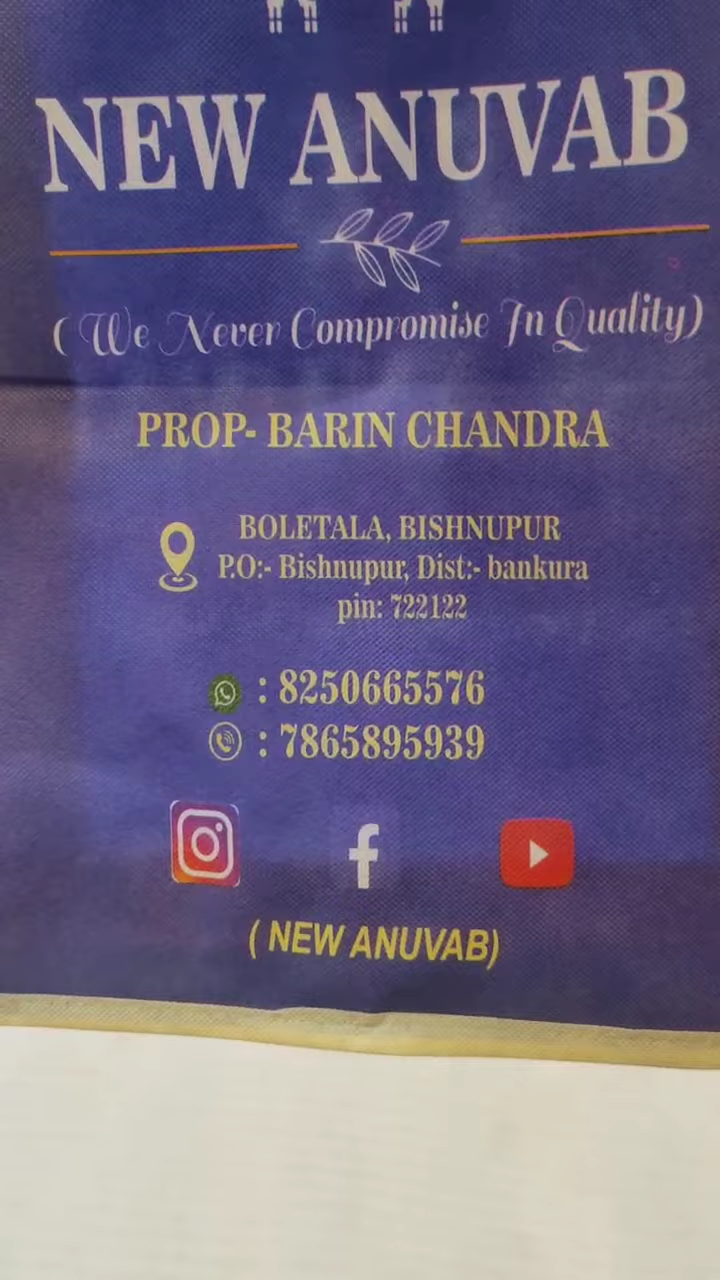 NEW ANUVAB
( We Never Compromise In Quality)
PROP- BARIN CHANDRA
BOLETALA, BISHNUPUR
P.O:- Bishnupur, Dist:- bankura
pin: 722122
: 8250665576
: 7865895939
( NEW ANUVAB)